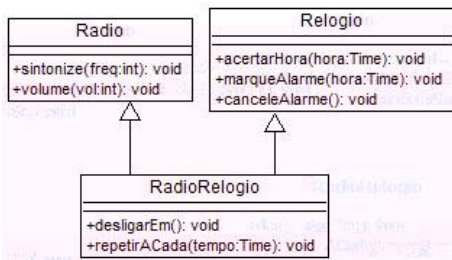 Radio
+sintonize(freq:int): void
+volume(vol:int): void
Relogio
+acertarHora(hora:Time): void
+marqueAlarme(hora:Time): void
+canceleAlarme(): void
RadioRelogio
+desligarEm(): void
+repetirACada(tempo:Time): void